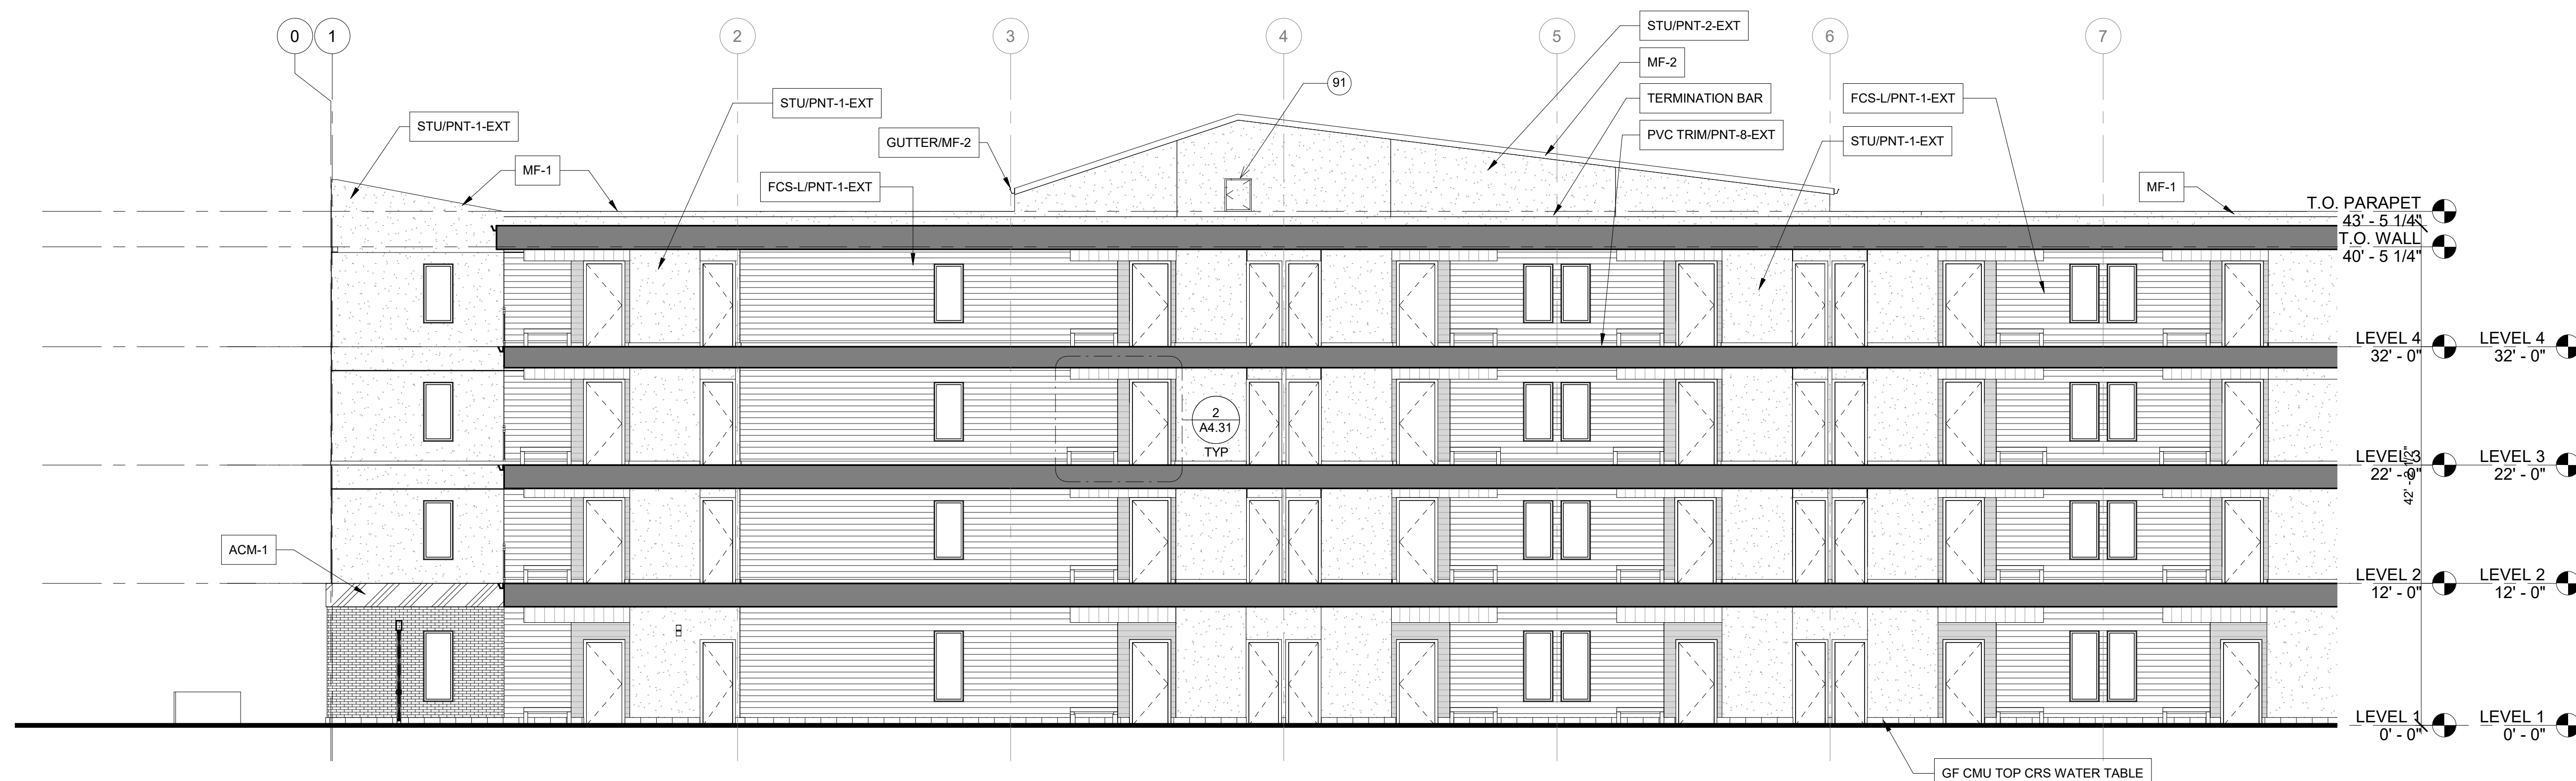 0
1
2
3
4
5
6
7
STU/PNT-2-EXT
MF-2
91
TERMINATION BAR
FCS-L/PNT-1-EXT
STU/PNT-1-EXT
STU/PNT-1-EXT
GUTTER/MF-2
PVC TRIM/PNT-8-EXT
STU/PNT-1-EXT
MF-1
FCS-L/PNT-1-EXT
MF-1
T.O. PARAPET
43' - 5 1/4"
T.O. WALL
40' - 5 1/4"
LEVEL 4
32' - 0"
LEVEL 4
32' - 0"
2
A4.31
TYP
LEVEL 3
22' - 0"
LEVEL 3
22' - 0"
ACM-1
LEVEL 2
12' - 0"
LEVEL 2
12' - 0"
LEVEL 1
0' - 0"
LEVEL 1
0' - 0"
GF CMU TOP CRS WATER TABLE